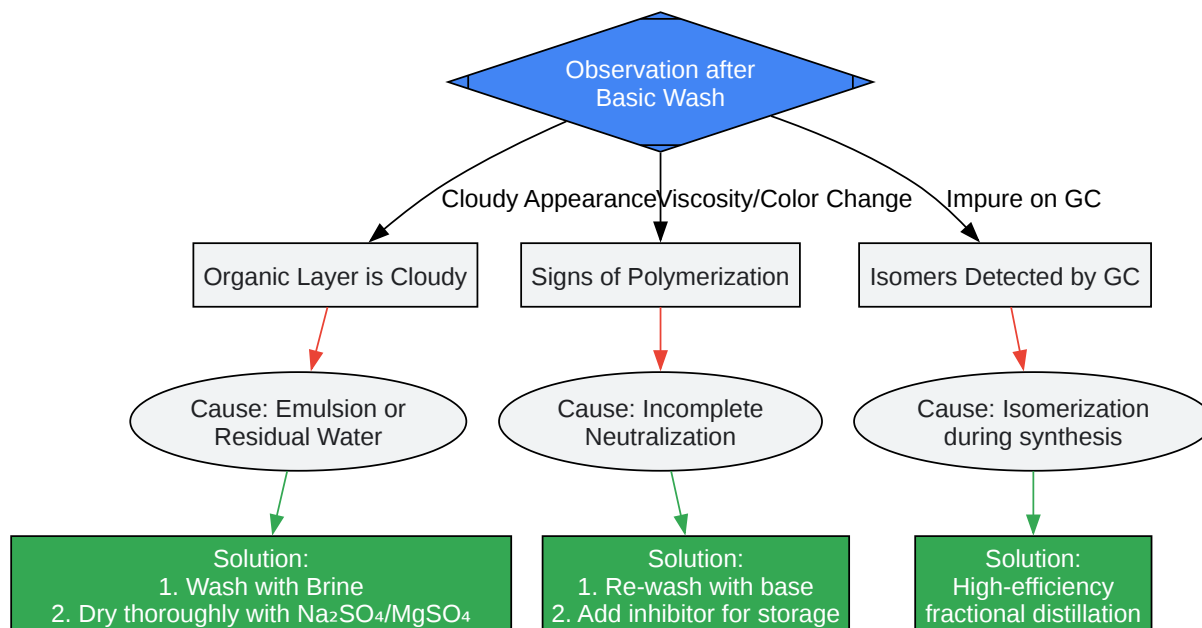 Observation after
Basic Wash
Cloudy Appearance
Viscosity/Color Change
Impure on GC
Organic Layer is Cloudy
Signs of Polymerization
Isomers Detected by GC
Cause: Emulsion or
Residual Water
Cause: Incomplete
Neutralization
Cause: Isomerization
during synthesis
Solution:
1. Wash with Brine
2. Dry thoroughly with Na₂SO₄/MgSO₄
Solution:
1. Re-wash with base
2. Add inhibitor for storage
Solution:
High-efficiency
fractional distillation